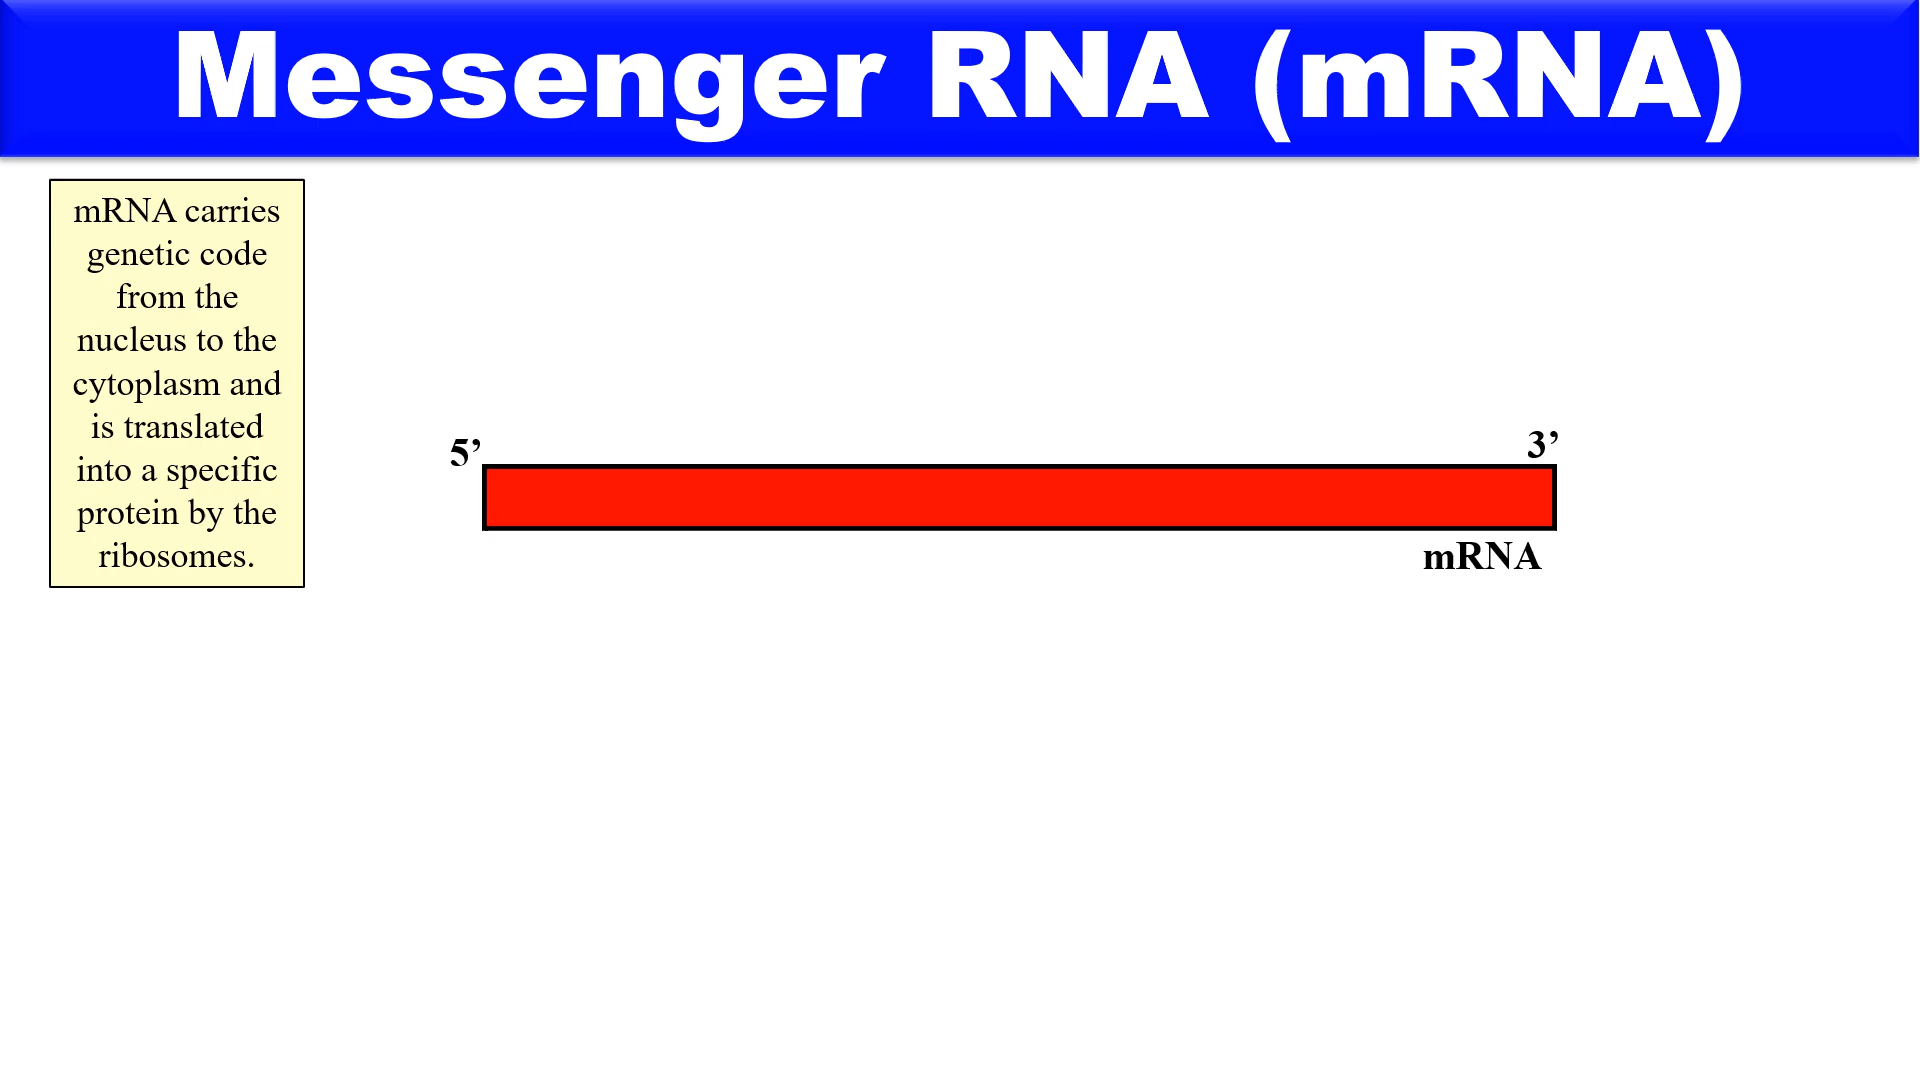 Messenger RNA (mRNA)
mRNA carries
genetic code
from the
nucleus to the
cytoplasm and
is translated
into a specific
protein by the
ribosomes.
5’
3’
mRNA